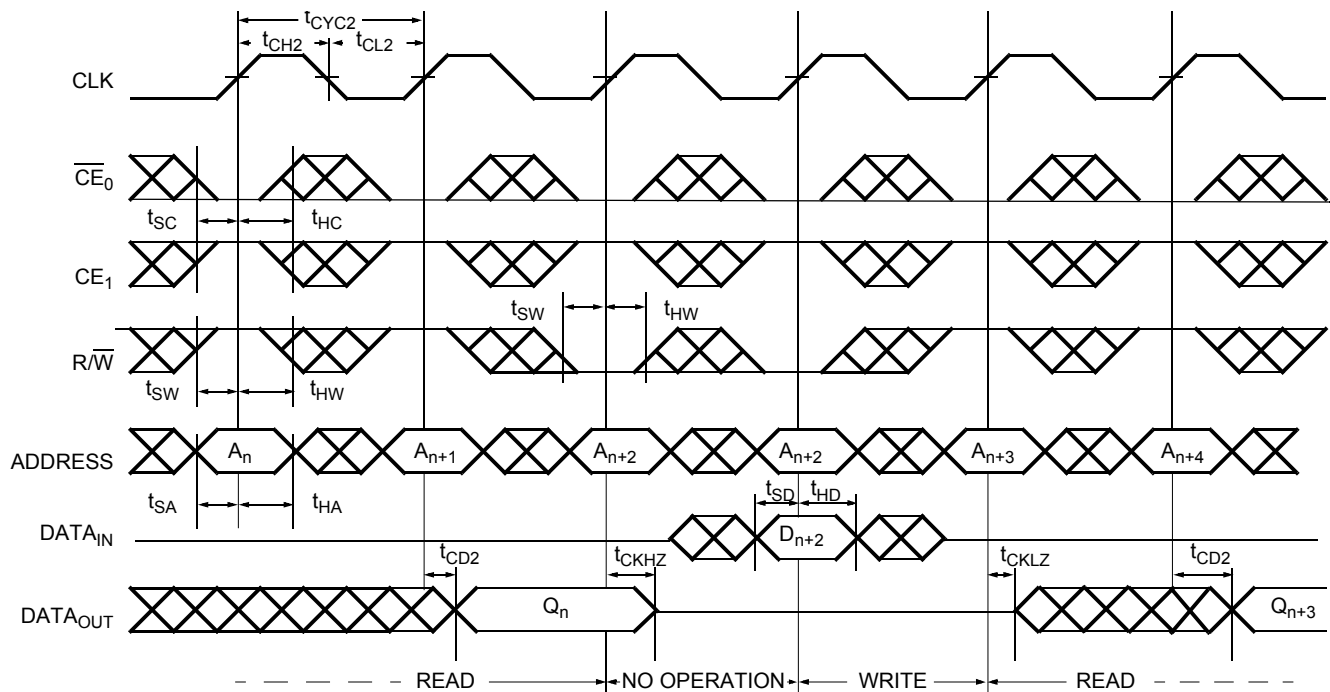 tCYC2
tCH2 tCL2
CLK
CE0
tSC tHC
CE1
tSW tHW
R/W
tSW tHW
ADDRESS An An+1 An+2 An+2 An+3 An+4
tSA tHA tSD tHD
DATAIN Dn+2
tCD2 tCKHZ tCKLZ tCD2
DATAOUT Qn Qn+3
READ NO OPERATION WRITE READ